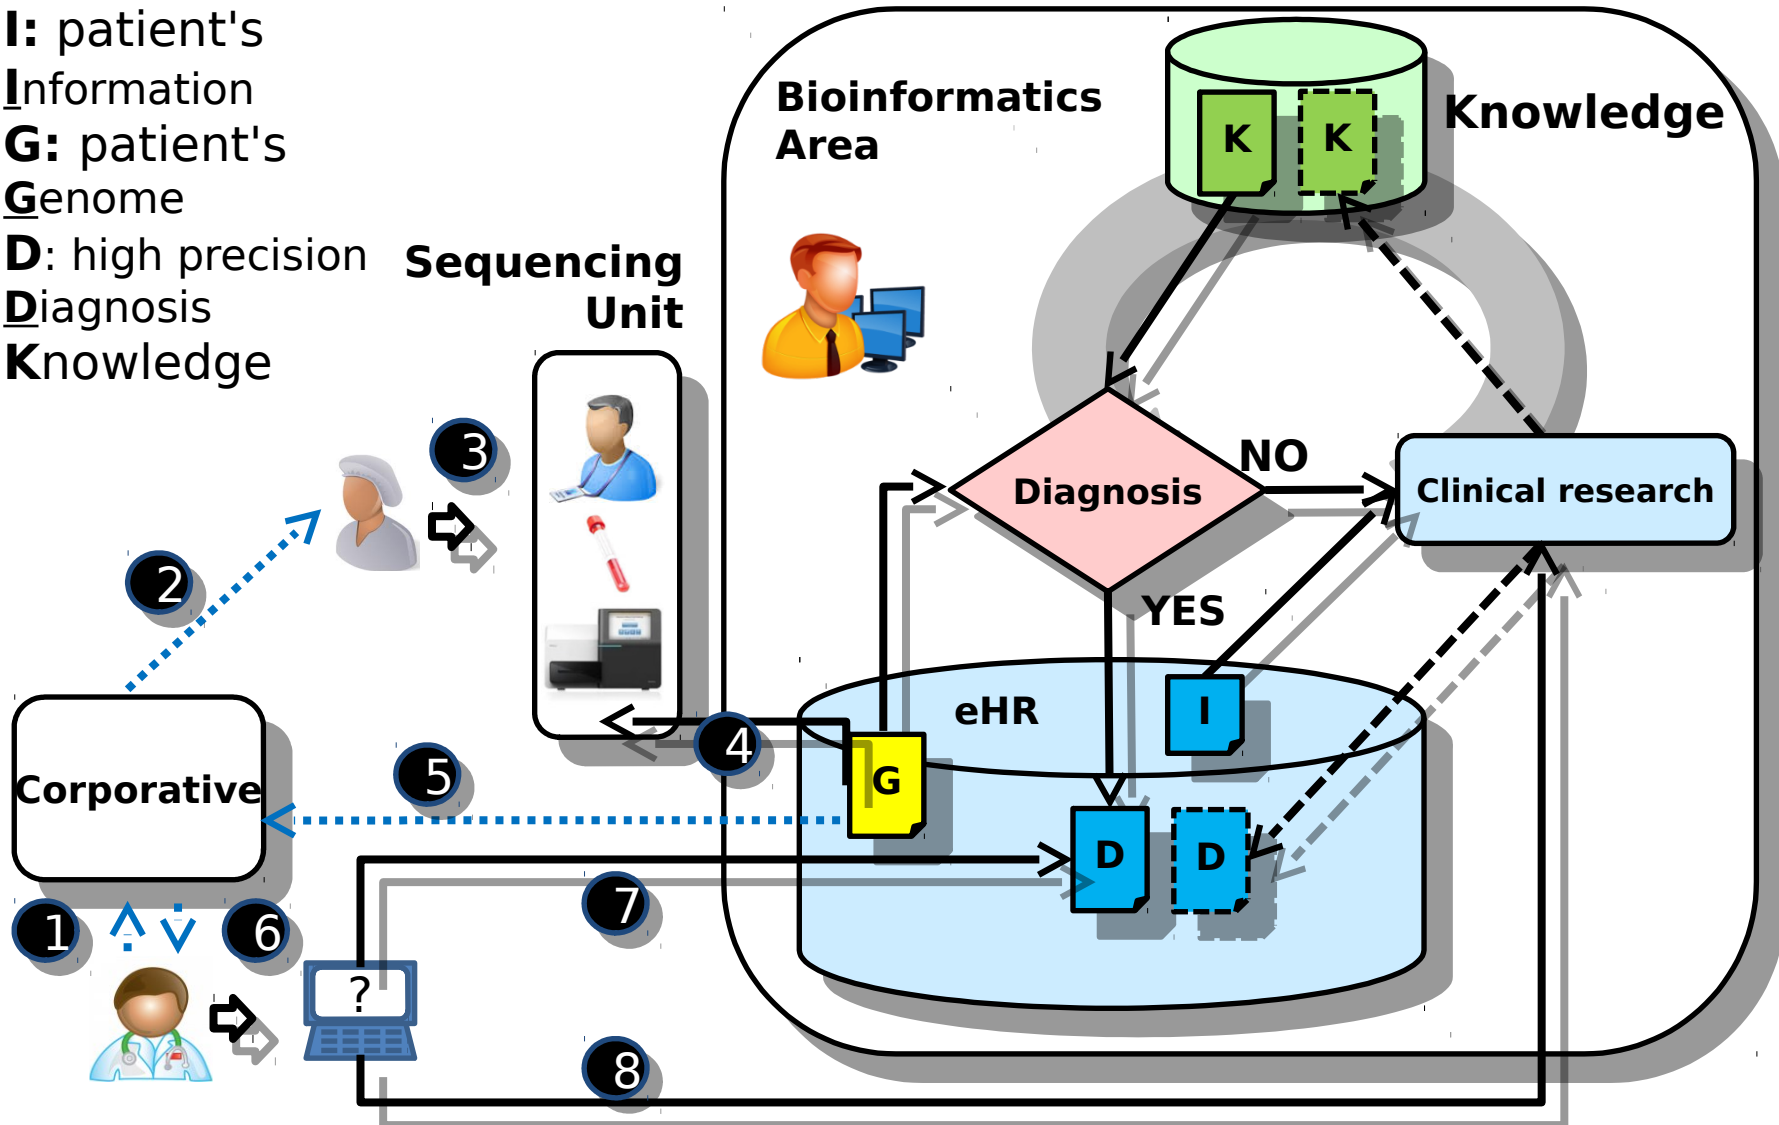 I: patient's
Information
G: patient's
Genome
D: high precision
Diagnosis
Knowledge
Sequencing
Unit
Bioinformatics
Area
Knowledge
K
K
Diagnosis
NO
YES
Clinical research
eHR
I
G
D
D
Corporative
1
2
3
4
5
6
7
8
?